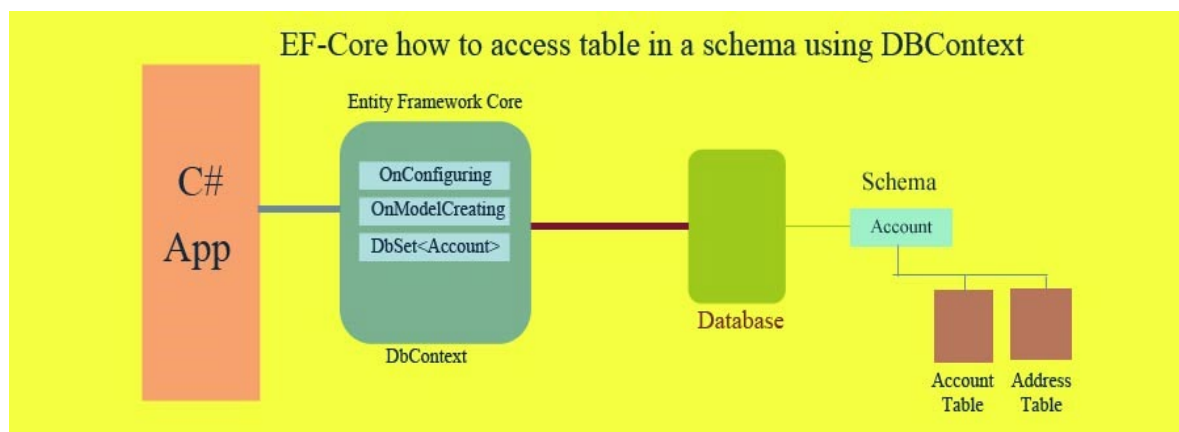 EF-Core how to access table in a schema using DBContext
C#
App
Entity Framework Core
OnConfiguring
OnModelCreating
DbSet<Account>
DbContext
Database
Schema
Account
Account
Table
Address
Table